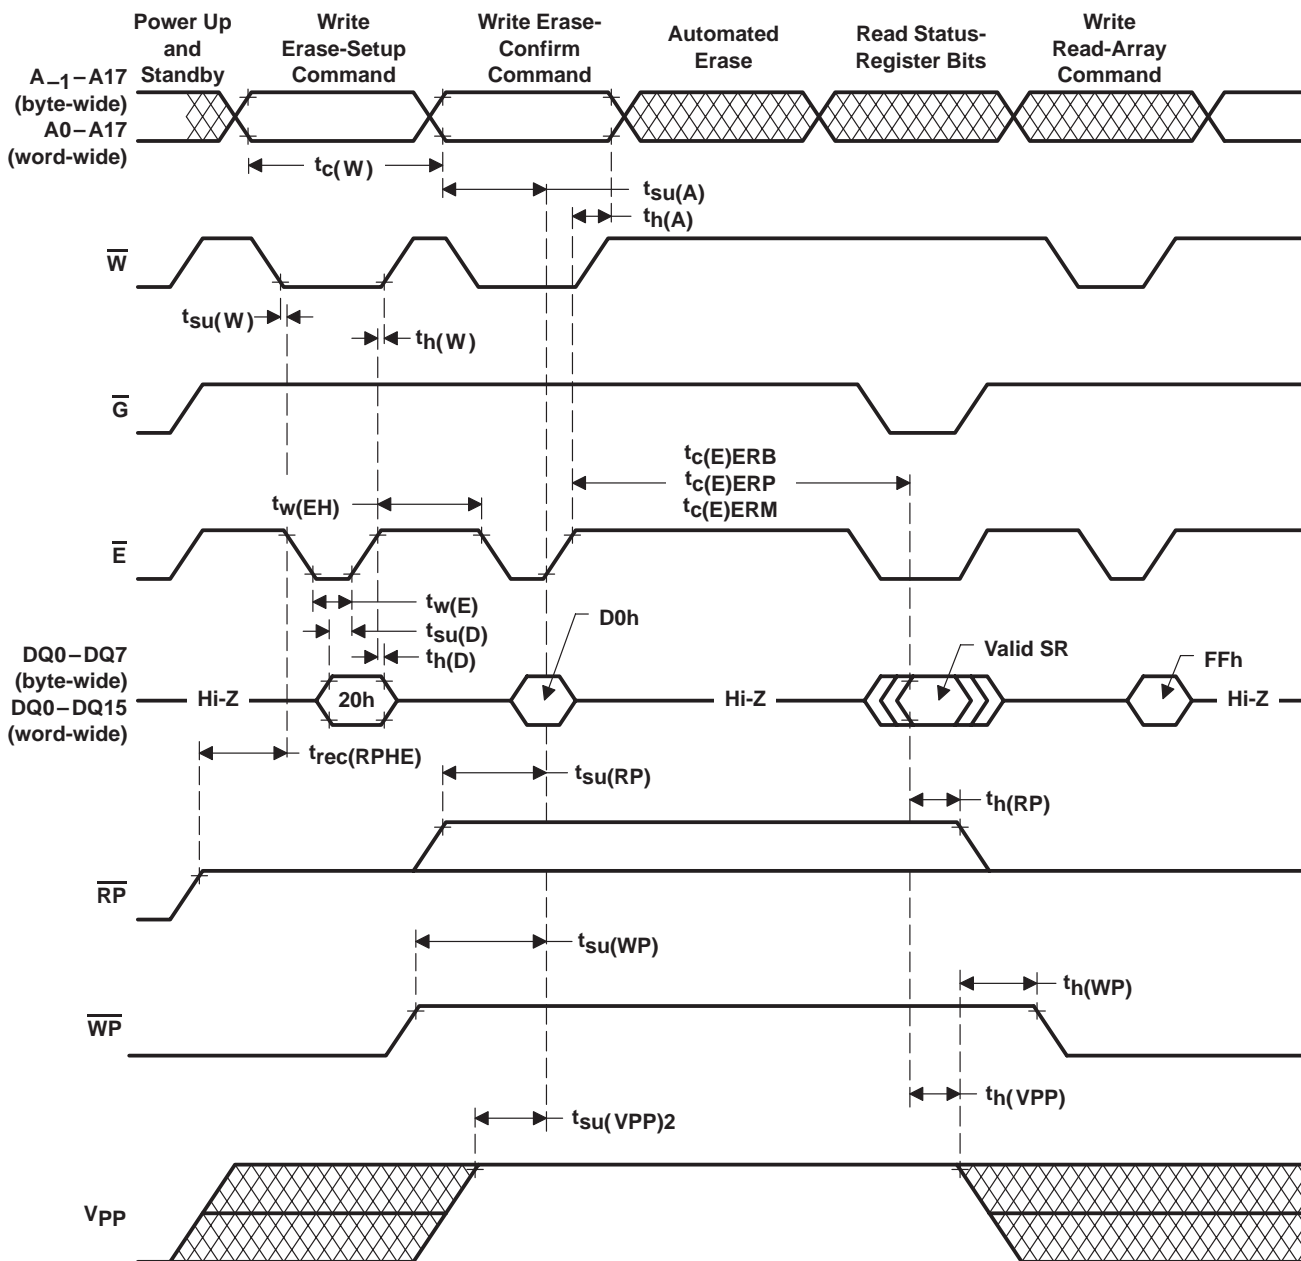 Power Up
and
Standby
Write
Erase-Setup
Command
Write Erase-
Confirm
Command
Automated
Erase
Read Status-
Register Bits
Write
Read-Array
Command
A–1–A17
(byte-wide)
A0–A17
(word-wide)
tc(W)
tsu(A)
th(A)
W
tsu(W)
th(W)
G
tc(E)ERB
tc(E)ERP
tc(E)ERM
tw(EH)
E
tw(E)
tsu(D)
th(D)
D0h
Valid SR
FFh
DQ0–DQ7
(byte-wide)
DQ0–DQ15
(word-wide)
Hi-Z
20h
Hi-Z
Hi-Z
trec(RPHE)
tsu(RP)
th(RP)
RP
tsu(WP)
th(WP)
WP
th(VPP)
tsu(VPP)2
VPP